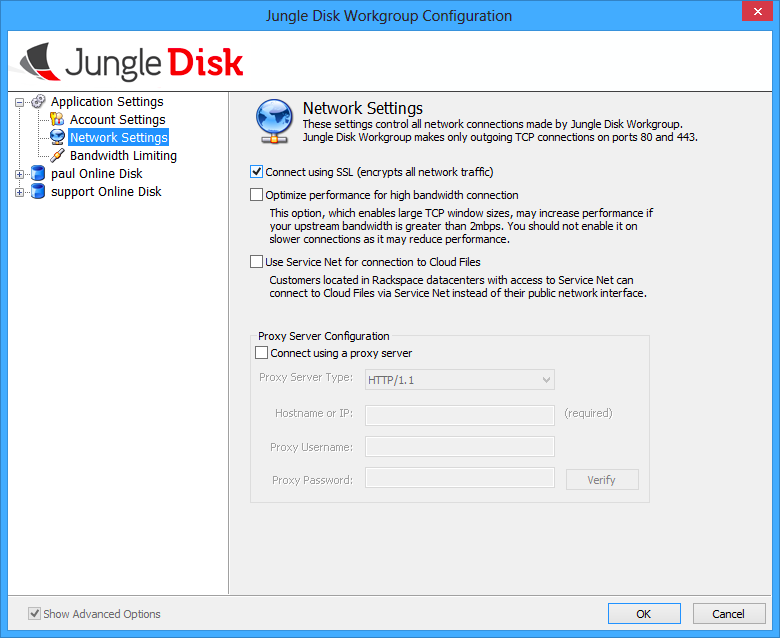 Jungle Disk Workgroup Configuration
Jungle Disk
Application Settings
Account Settings
Network Settings
Bandwidth Limiting
paul Online Disk
support Online Disk
Network Settings
These settings control all network connections made by Jungle Disk Workgroup.
Jungle Disk Workgroup makes only outgoing TCP connections on ports 80 and 443.
Connect using SSL (encrypts all network traffic)
Optimize performance for high bandwidth connection
This option, which enables large TCP window sizes, may increase performance if
your upstream bandwidth is greater than 2mbps. You should not enable it on
slower connections as it may reduce performance.
Use Service Net for connection to Cloud Files
Customers located in Rackspace datacenters with access to Service Net can
connect to Cloud Files via Service Net instead of their public network interface.
Proxy Server Configuration
Connect using a proxy server
Proxy Server Type: HTTP/1.1
Hostname or IP: (required)
Proxy Username:
Proxy Password: Verify
Show Advanced Options OK Cancel